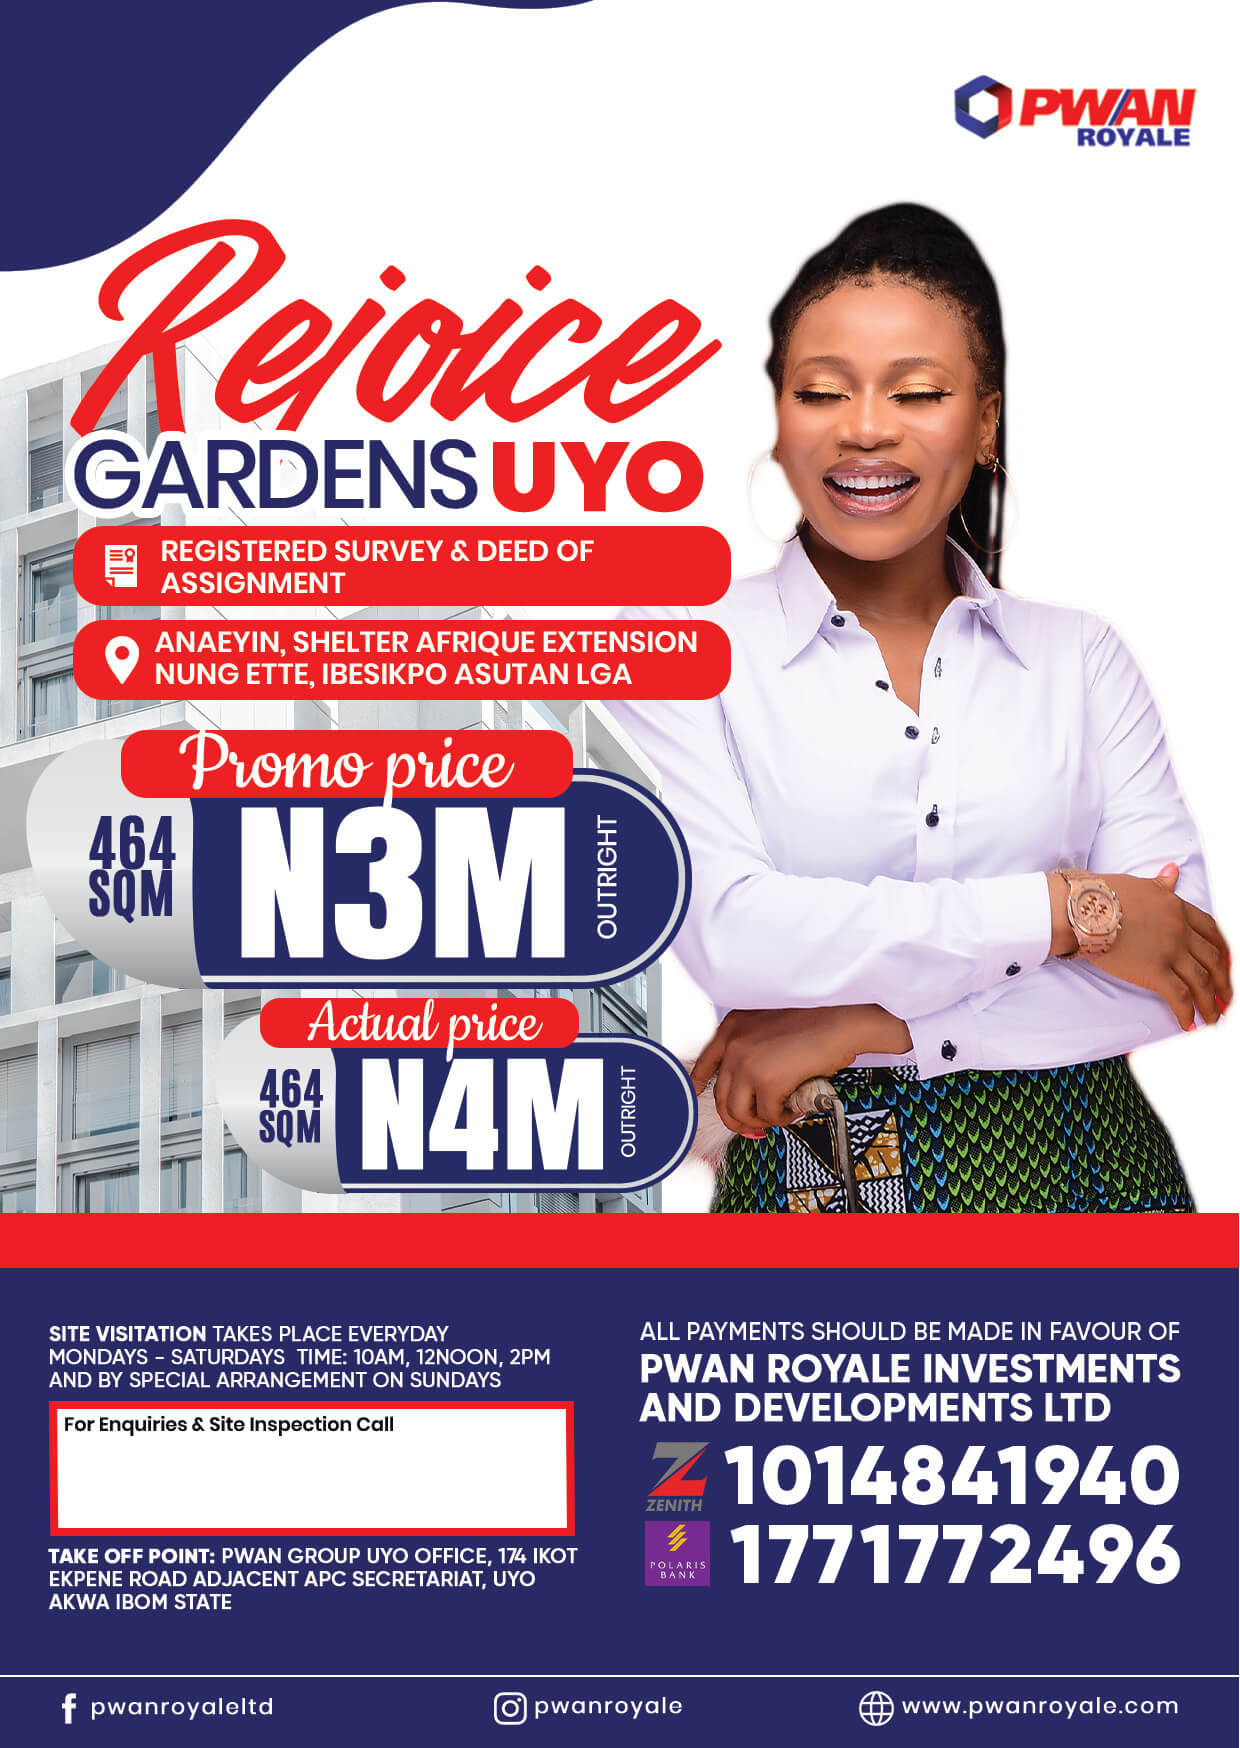 PWAN
ROYALE
Rejoice
GARDENS UYO
REGISTERED SURVEY & DEED OF
ASSIGNMENT
ANAEYIN, SHELTER AFRIQUE EXTENSION
NUNG ETTE, IBESIKPO ASUTAN LGA
Promo price
464
SQM
N3M
OUTRIGHT
Actual price
464
SQM
N4M
OUTRIGHT
SITE VISITATION TAKES PLACE EVERYDAY
MONDAYS - SATURDAYS TIME: 10AM, 12NOON, 2PM
AND BY SPECIAL ARRANGEMENT ON SUNDAYS
For Enquiries & Site Inspection Call
TAKE OFF POINT: PWAN GROUP UYO OFFICE, 174 IKOT
EKPENE ROAD ADJACENT APC SECRETARIAT, UYO
AKWA IBOM STATE
ALL PAYMENTS SHOULD BE MADE IN FAVOUR OF
PWAN ROYALE INVESTMENTS
AND DEVELOPMENTS LTD
ZENITH
1014841940
POLARIS
BANK
1771772496
pwanroyaleltd
pwanroyale
www.pwanroyale.com